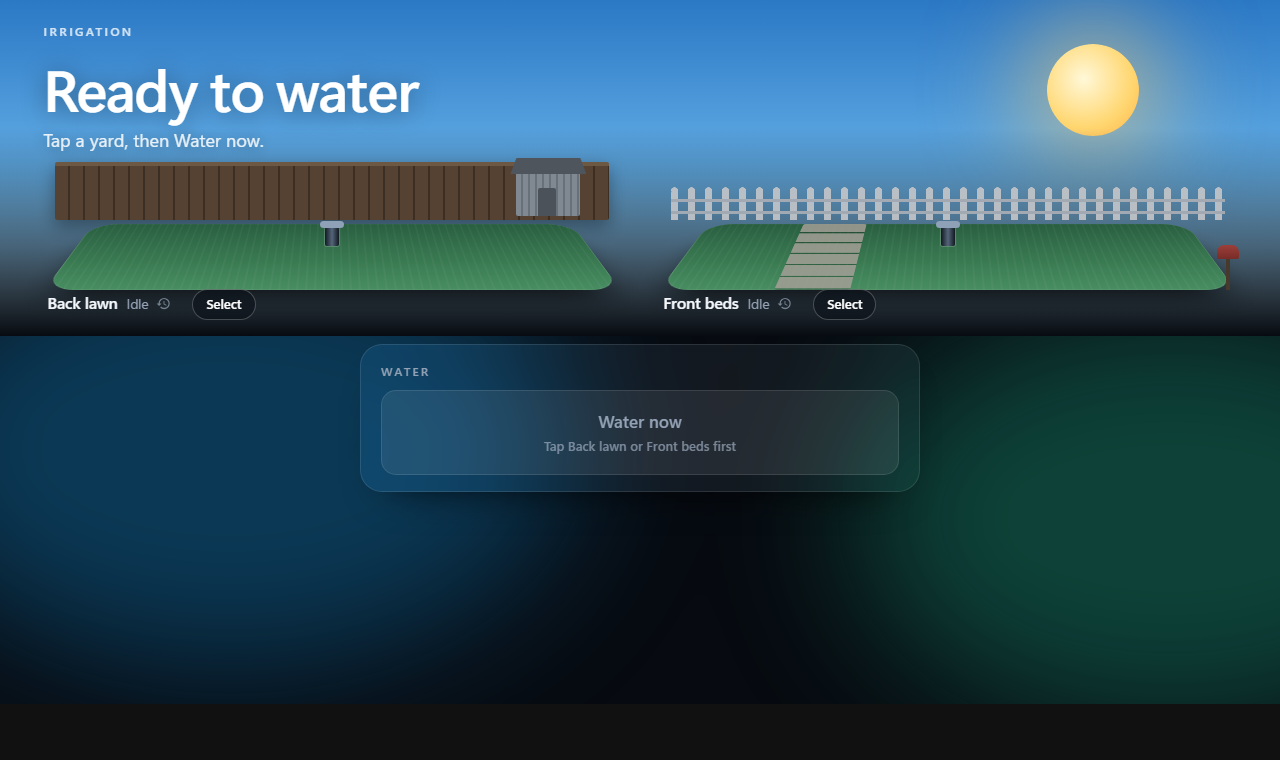 IRRIGATION
Ready to water
Tap a yard, then Water now.
Back lawn Idle Select
Front beds Idle Select
WATER
Water now
Tap Back lawn or Front beds first